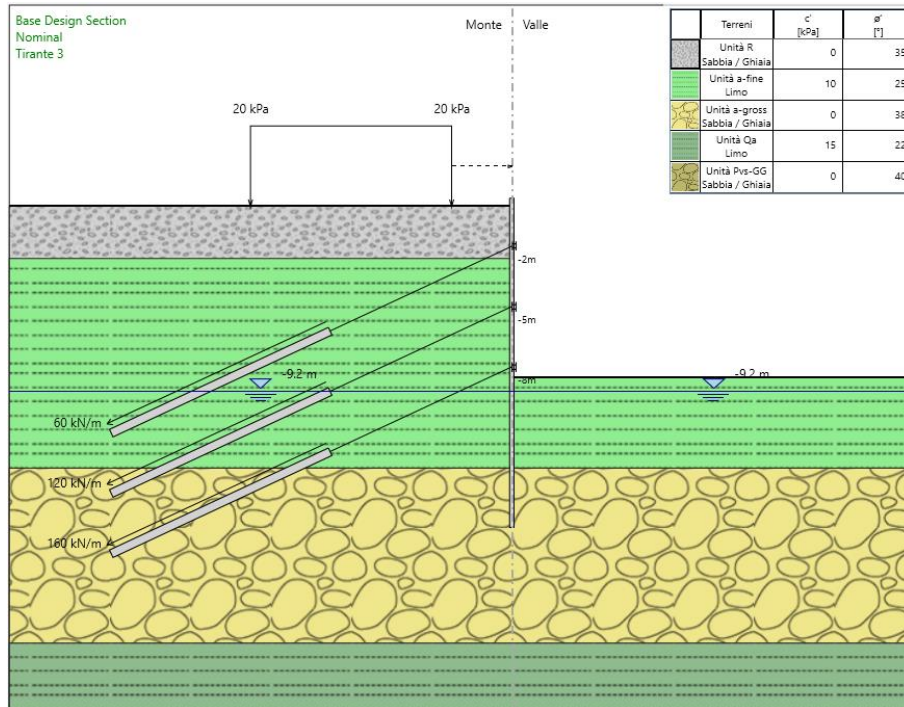 Base Design Section
Nominal
Tirante 3
Monte Valle
Terreni c' ø'
[kPa] [°]
Unità R
Sabbia / Ghiaia 0 35
Unità a-fine
Limo 10 25
Unità a-gross
Sabbia / Ghiaia 0 38
Unità Qa
Limo 15 22
Unità Pvs-GG
Sabbia / Ghiaia 0 40
20 kPa 20 kPa
-2m
-5m
-9.2 m -8m -9.2 m
60 kN/m
120 kN/m
160 kN/m